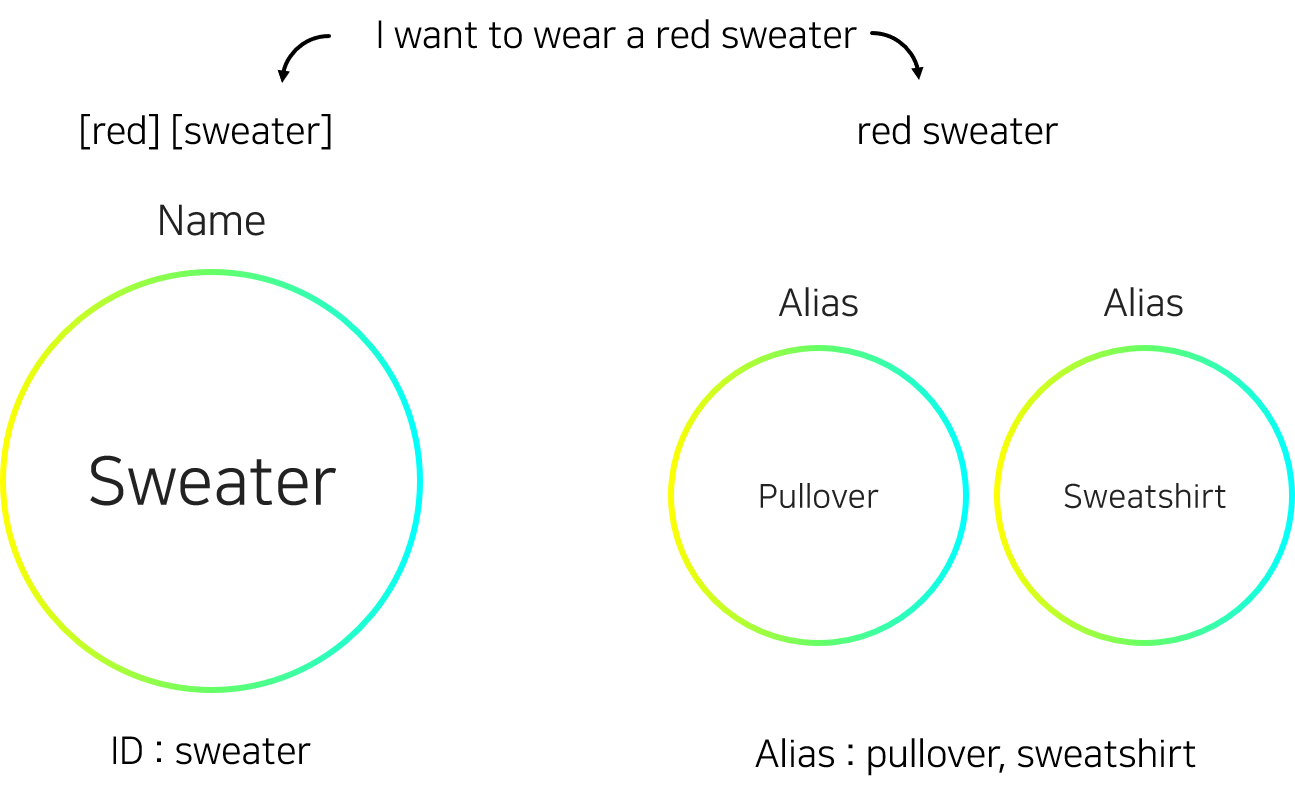 I want to wear a red sweater
[red] [sweater]
red sweater
Name
Alias
Alias
Sweater
Pullover
Sweatshirt
ID : sweater
Alias : pullover, sweatshirt